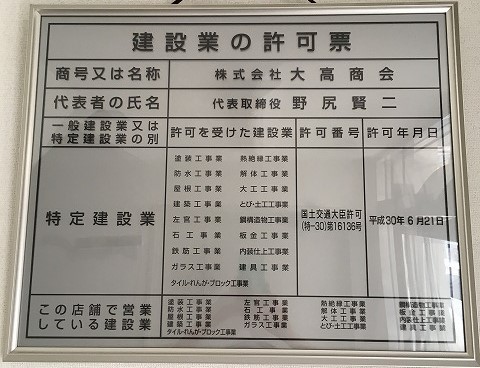 建設業の許可票
商号又は名称 株式会社 大高商会
代表者の氏名 代表取締役 野尻賢二
一般建設業又は
特定建設業の別
許可を受けた建設業 許可番号 許可年月日
特定建設業
塗装工事業 熱絶縁工事業
防水工事業 解体工事業
屋根工事業 大工工事業
建築工事業 とび・土工工事業
左官工事業 鋼構造物工事業
石工事業 板金工事業
鉄筋工事業 内装仕上工事業
ガラス工事業 建具工事業
タイル・れんが・ブロック工事業
国土交通大臣許可
(特-30)第16136号
平成30年6月21日
この店舗で営業
している建設業
塗装工事業 左官工事業 熱絶縁工事業 鋼構造物工事業
防水工事業 石工事業 解体工事業 板金工事業
屋根工事業 鉄筋工事業 大工工事業 内装仕上工事業
建築工事業 ガラス工事業 とび・土工工事業 建具工事業
タイル・れんが・ブロック工事業